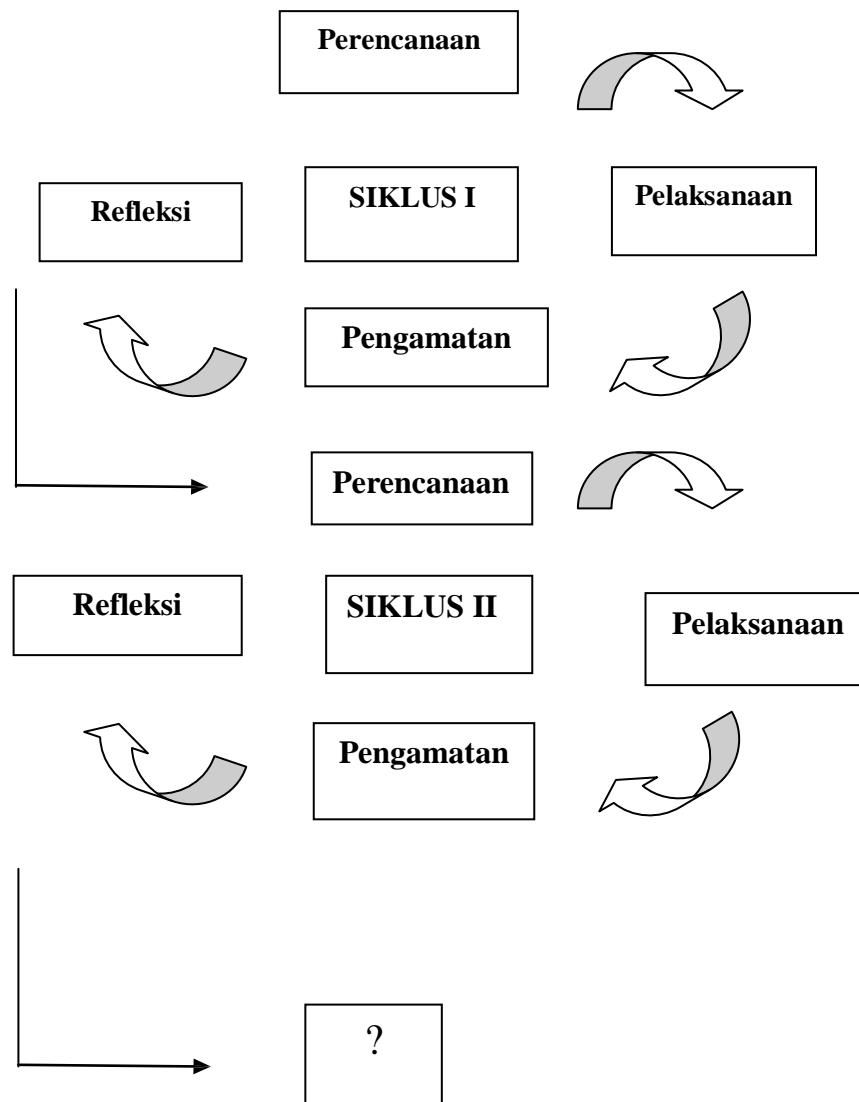 Perencanaan
Refleksi
SIKLUS I
Pelaksanaan
Pengamatan
Perencanaan
Refleksi
SIKLUS II
Pelaksanaan
Pengamatan
?